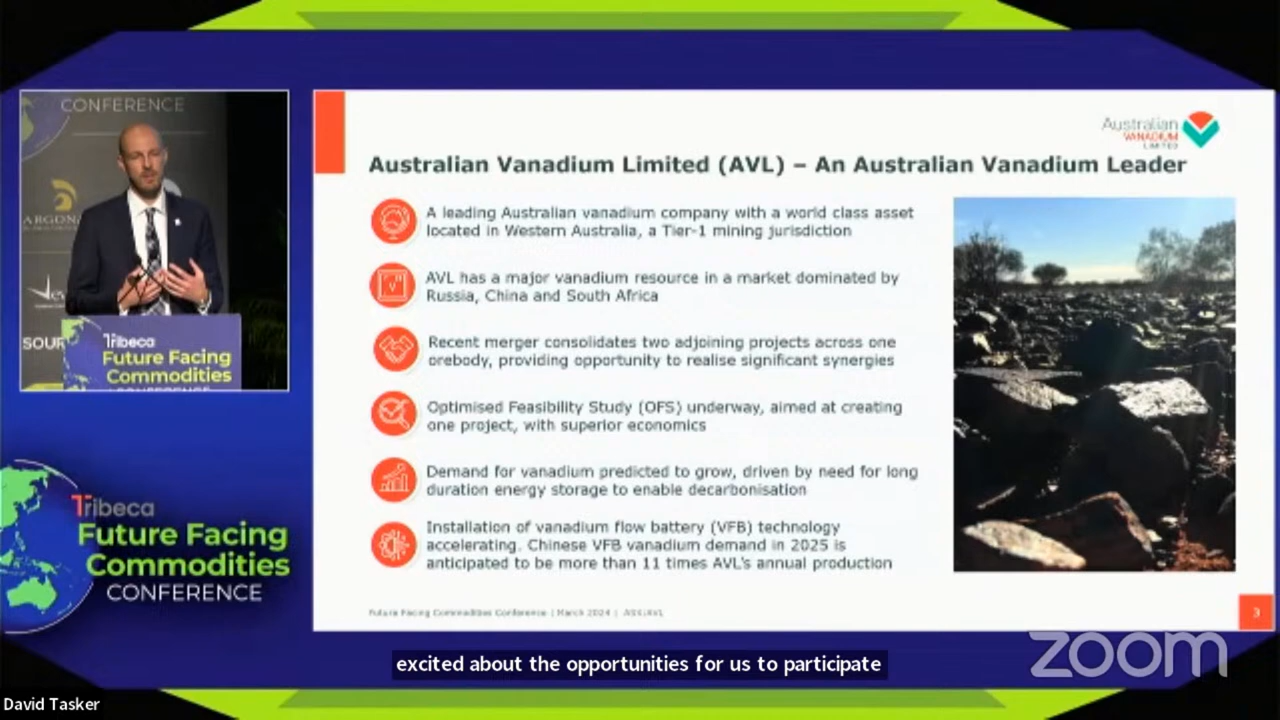 CONFERENCE
ARGON
SOUR
Tribeca
Future Facing
Commodities
Tribeca
Future Facing
Commodities
CONFERENCE
Australian
VANADIUM
LIMITED
Australian Vanadium Limited (AVL) – An Australian Vanadium Leader
A leading Australian vanadium company with a world class asset
located in Western Australia, a Tier-1 mining jurisdiction
AVL has a major vanadium resource in a market dominated by
Russia, China and South Africa
Recent merger consolidates two adjoining projects across one
orebody, providing opportunity to realise significant synergies
Optimised Feasibility Study (OFS) underway, aimed at creating
one project, with superior economics
Demand for vanadium predicted to grow, driven by need for long
duration energy storage to enable decarbonisation
Installation of vanadium flow battery (VFB) technology
accelerating. Chinese VFB vanadium demand in 2025 is
anticipated to be more than 11 times AVL's annual production
Future Facing Commodities Conference | March 2024 | ASX:AVL
3
zoom
excited about the opportunities for us to participate
David Tasker